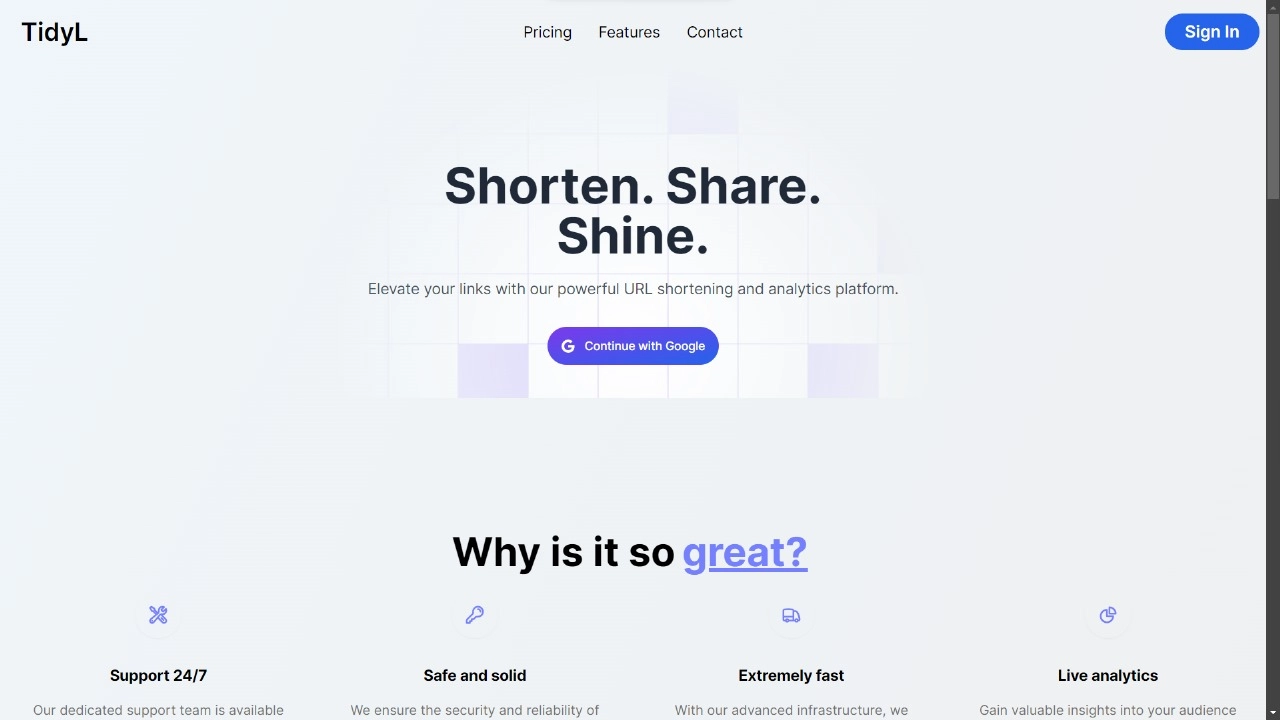 TidyL
Pricing Features Contact
Sign In
Shorten. Share.
Shine.
Elevate your links with our powerful URL shortening and analytics platform.
Continue with Google
Why is it so great?
Support 24/7
Our dedicated support team is available
Safe and solid
We ensure the security and reliability of
Extremely fast
With our advanced infrastructure, we
Live analytics
Gain valuable insights into your audience